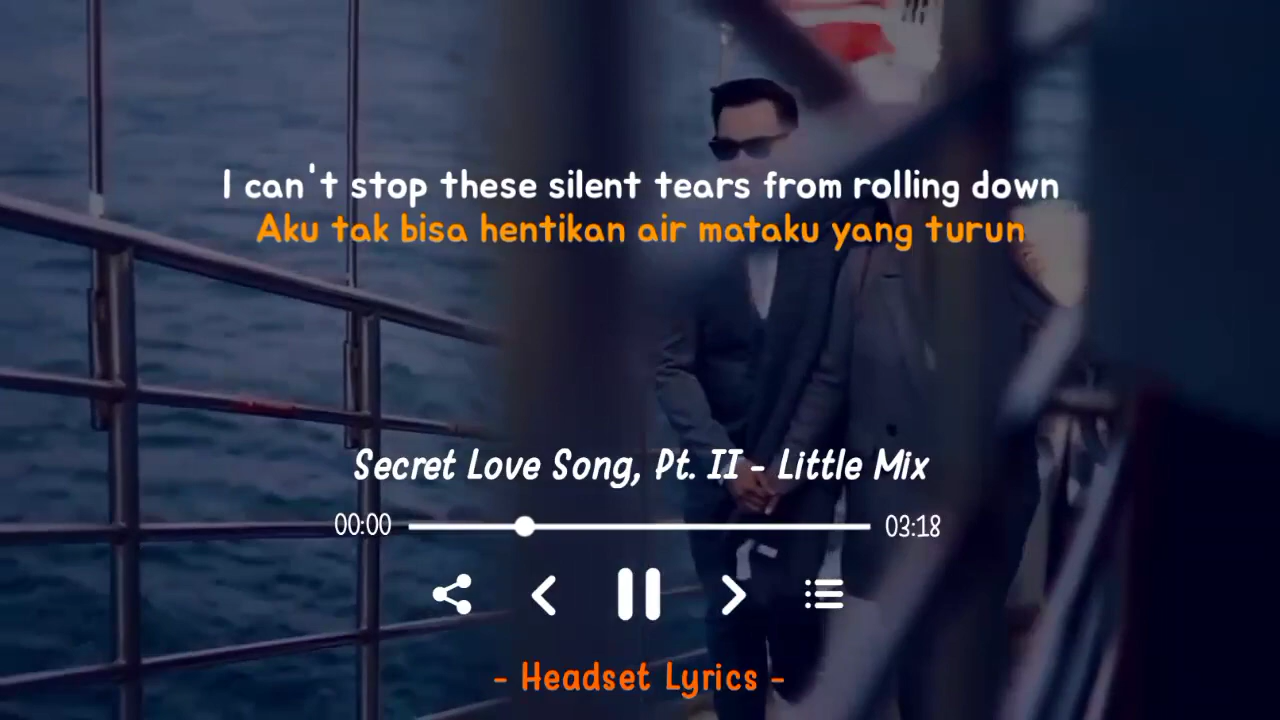 I can't stop these silent tears from rolling down
Aku tak bisa hentikan air mataku yang turun
Secret Love Song, Pt. II - Little Mix
00:00 03:18
- Headset Lyrics -